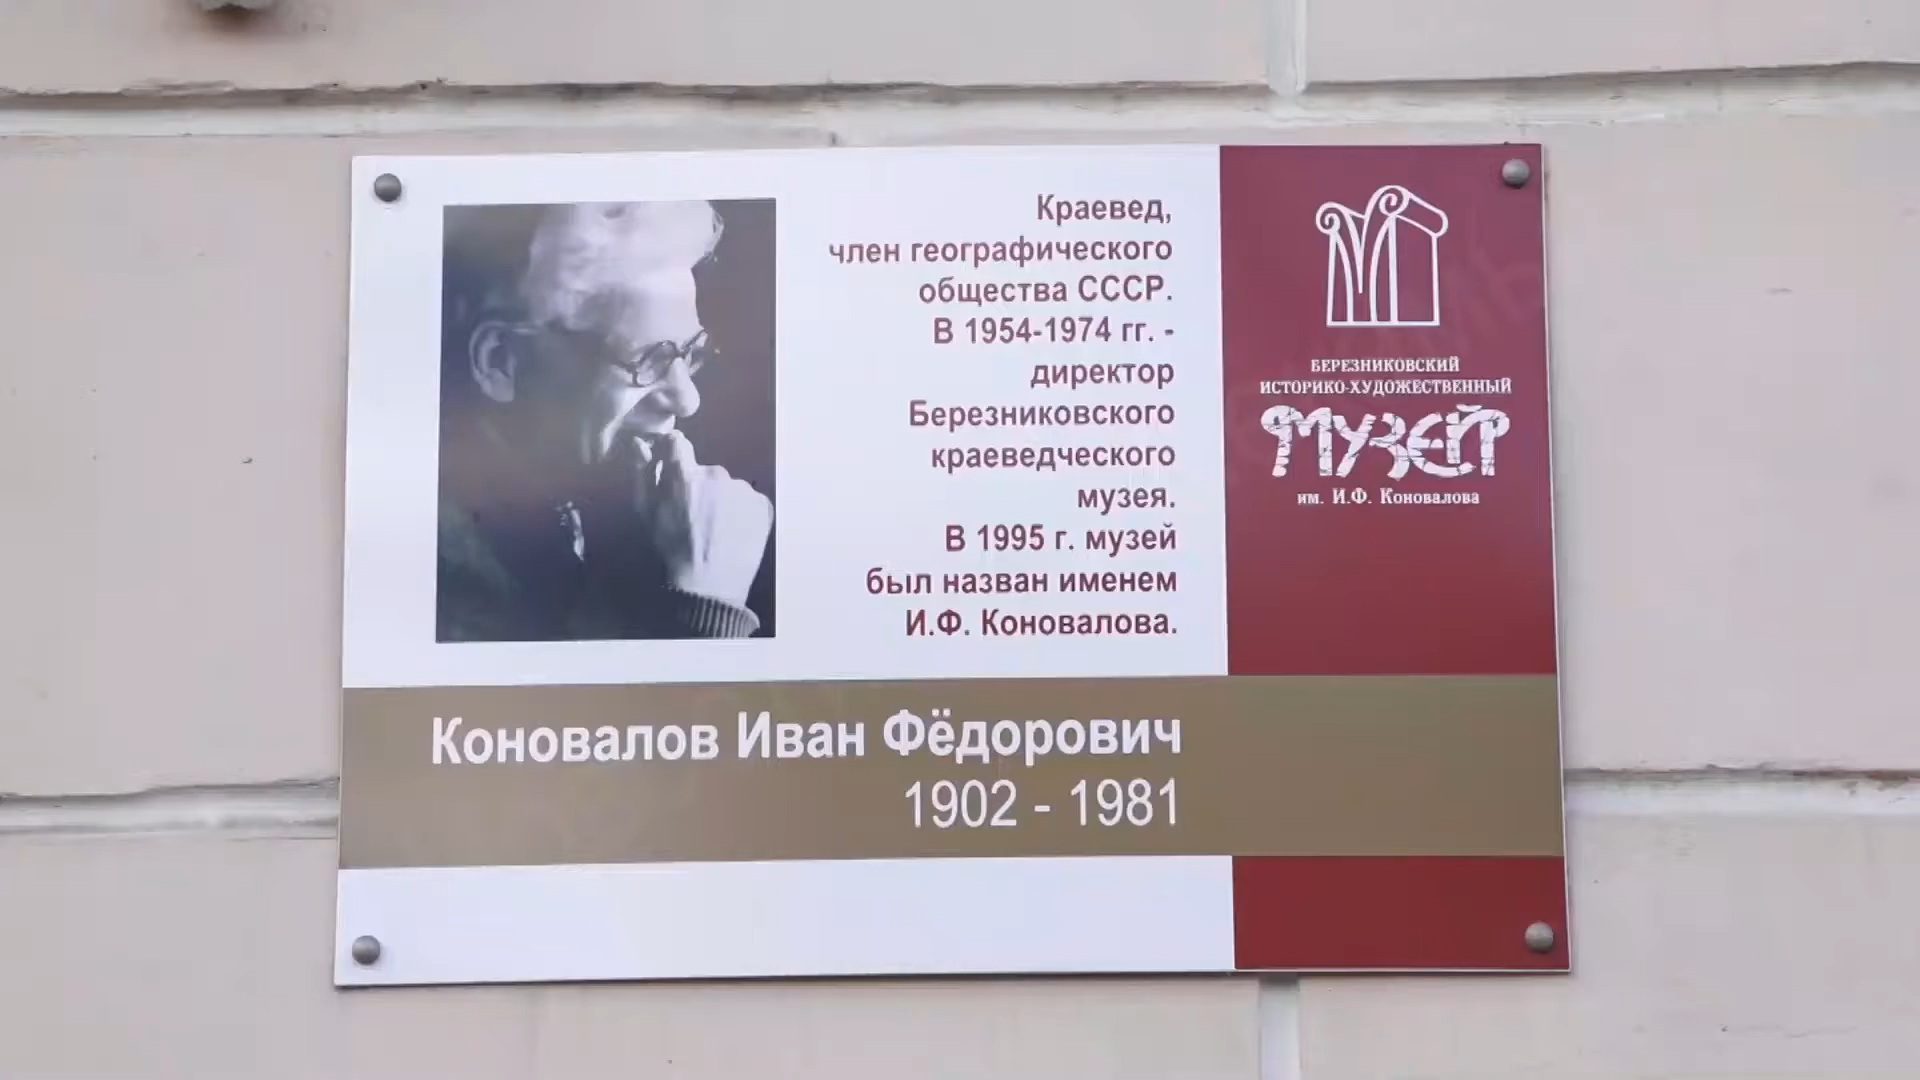 Краевед,
член географического
общества СССР.
В 1954-1974 гг. -
директор
Березниковского
краеведческого
музея.
В 1995 г. музей
был назван именем
И.Ф. Коновалова.
БЕРЕЗНИКОВСКИЙ
ИСТОРИКО-ХУДОЖЕСТВЕННЫЙ
МУЗЕЙ
им. И.Ф. Коновалова
Коновалов Иван Фёдорович
1902 - 1981